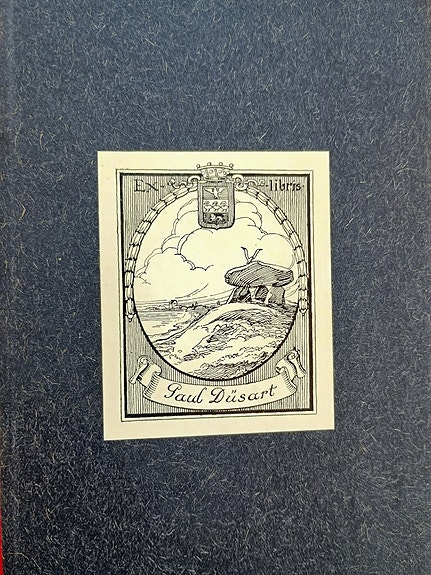 Ex- -libris-
Paul Düsart